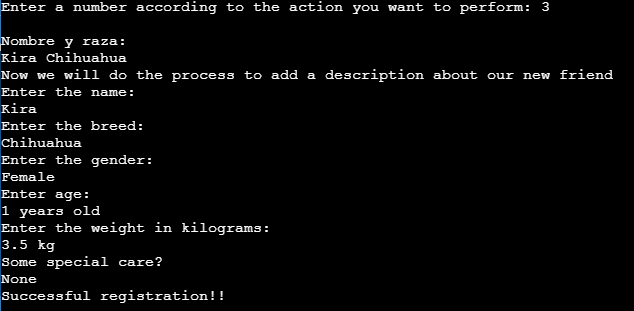 Enter a number according to the action you want to perform: 3
Nombre y raza:
Kira Chihuahua
Now we will do the process to add a description about our new friend
Enter the name:
Kira
Enter the breed:
Chihuahua
Enter the gender:
Female
Enter age:
1 years old
Enter the weight in kilograms:
3.5 kg
Some special care?
None
Successful registration!!